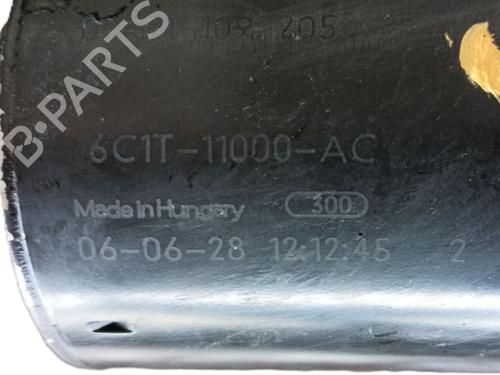 109 205
6C1T-11000-AC
Made in Hungary 300
06-06-28 12:12:45 2
B-PARTS